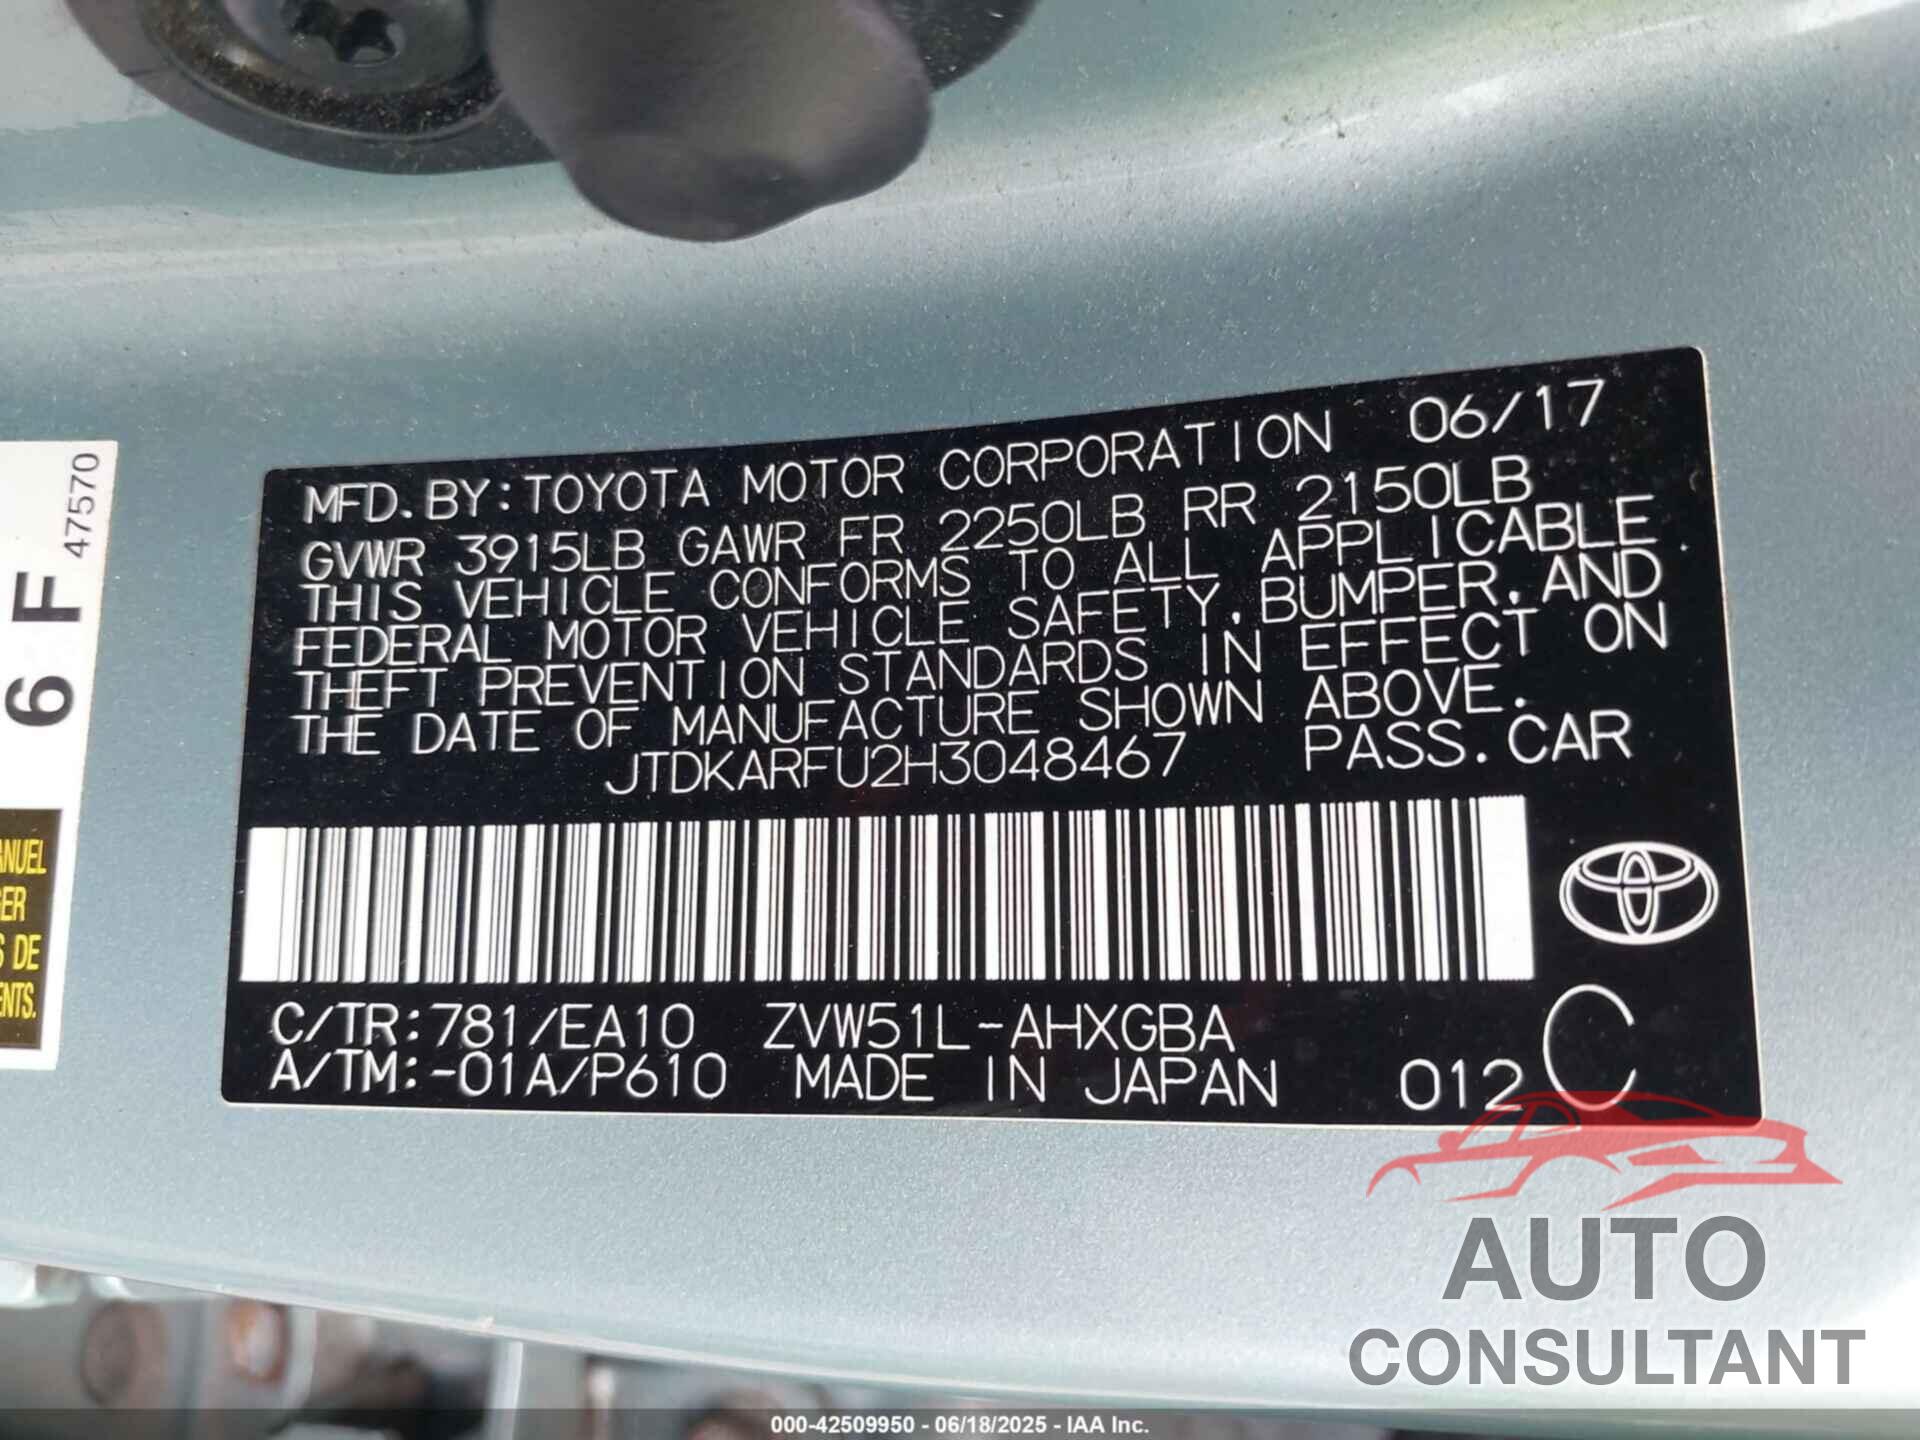 MFD. BY: TOYOTA MOTOR CORPORATION 06/17
GVWR 3915LB GAWR FR 2250LB RR 2150LB
THIS VEHICLE CONFORMS TO ALL APPLICABLE
FEDERAL MOTOR VEHICLE SAFETY, BUMPER, AND
THEFT PREVENTION STANDARDS IN EFFECT ON
THE DATE OF MANUFACTURE SHOWN ABOVE.
JTDKARFU2H3048467 PASS. CAR
C/TR: 781/EA10 ZVW51L-AHXGBA
A/TM: -01A/P610 MADE IN JAPAN 012 C
6 F
47570
DE
AUTO
CONSULTANT
000-42509950 - 06/18/2025 - IAA Inc.